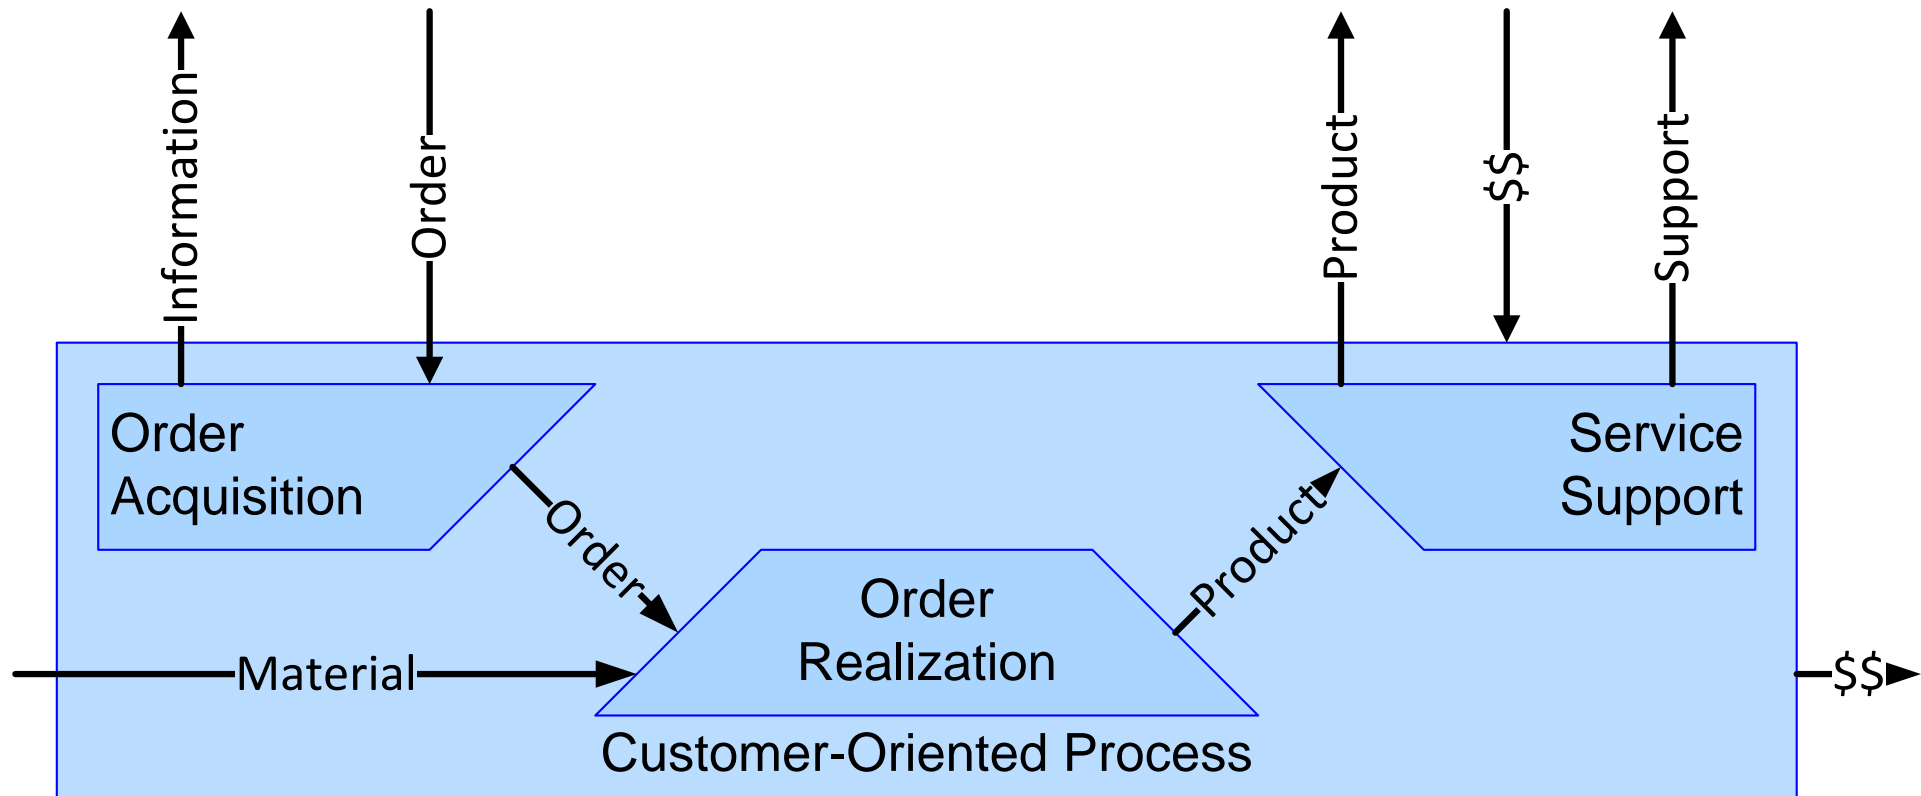 Information
Order
Product
$$
Support
Order
Acquisition
Service
Support
Order
Product
Order
Realization
Material
$$
Customer-Oriented Process